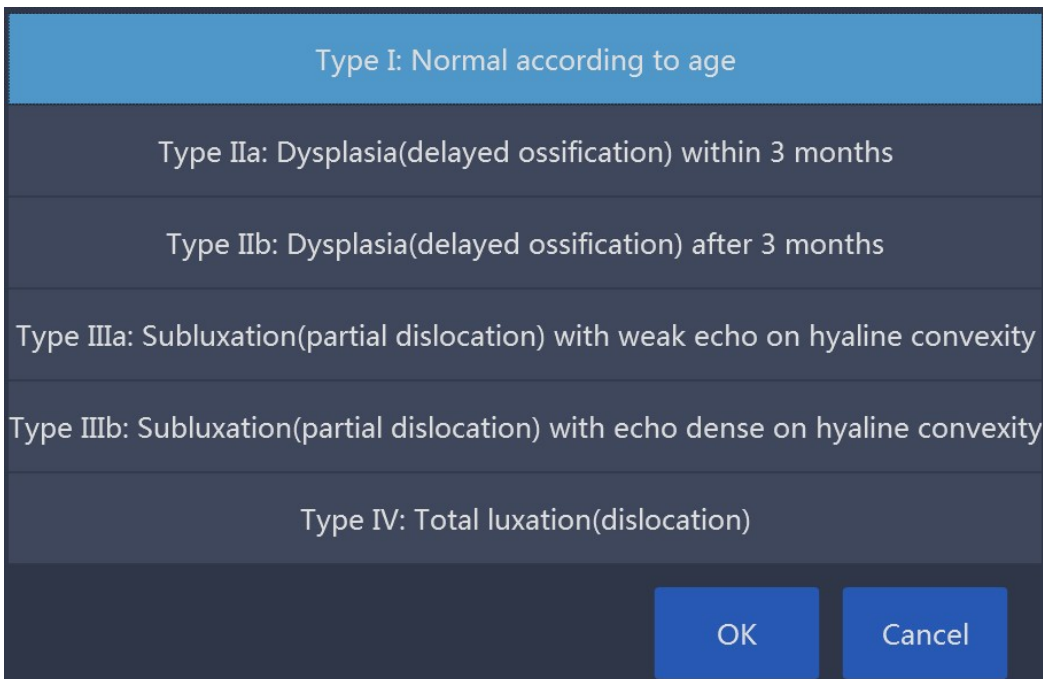 Type I: Normal according to age
Type IIa: Dysplasia(delayed ossification) within 3 months
Type IIb: Dysplasia(delayed ossification) after 3 months
Type IIIa: Subluxation(partial dislocation) with weak echo on hyaline convexity
Type IIIb: Subluxation(partial dislocation) with echo dense on hyaline convexity
Type IV: Total luxation(dislocation)
OK Cancel